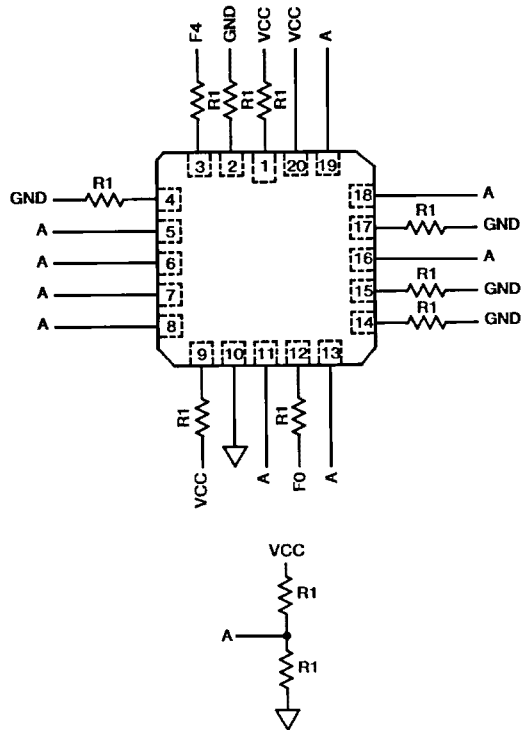 F4 GND VCC VCC A
R1 R1 R1
3 2 1 20 19
GND R1 4 18 A
A 5 17 R1 GND
A 6 16 A
A 7 15 R1 GND
A 8 14 R1 GND
9 10 11 12 13
R1 R1
VCC A F0 A
VCC
R1
A
R1